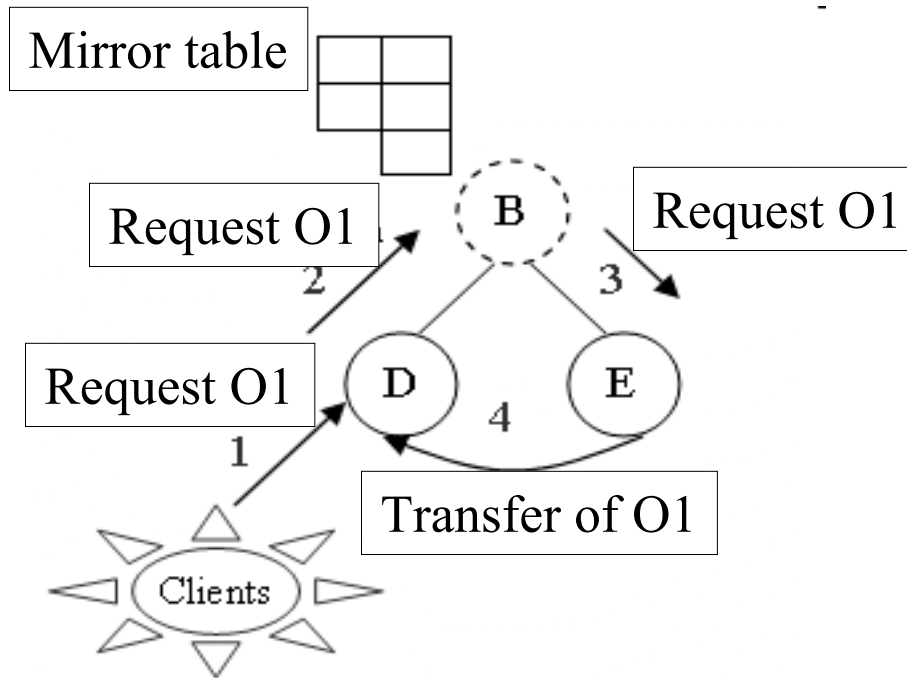 Mirror table
B
Request O1
Request O1
2
3
Request O1
D
E
4
1
Transfer of O1
Clients